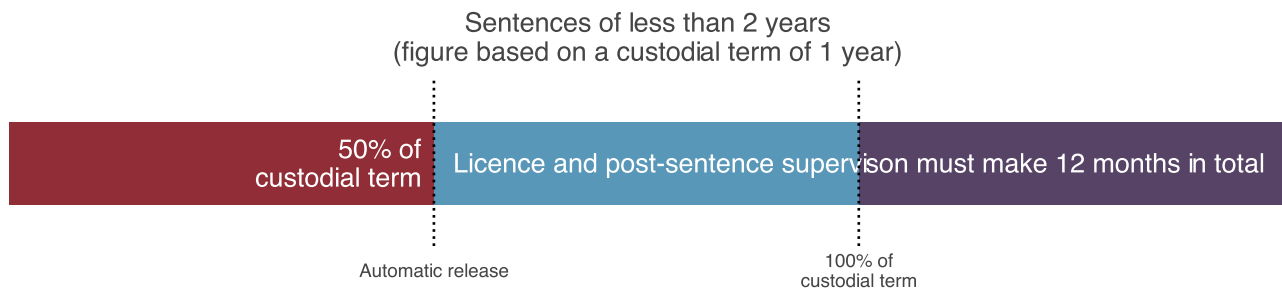 Sentences of less than 2 years
(figure based on a custodial term of 1 year)
50% of
custodial term
Licence and post-sentence supervison must make 12 months in total
Automatic release
100% of
custodial term